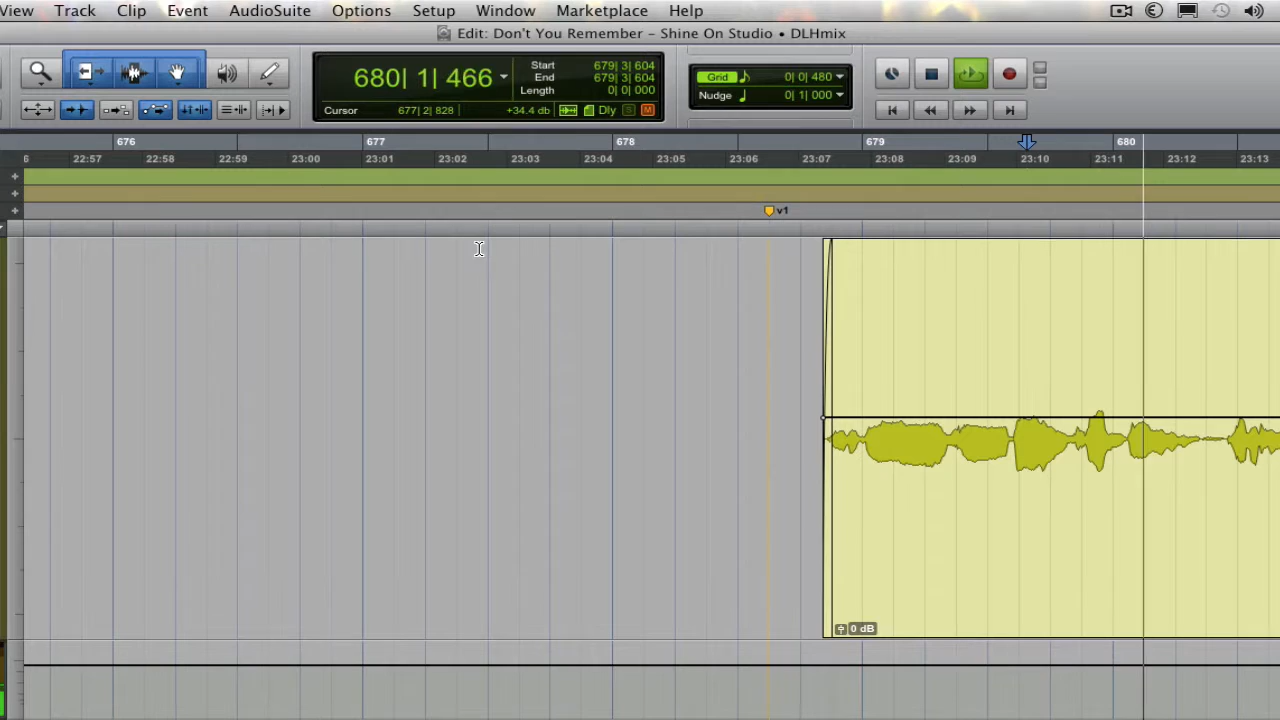 View Track Clip Event AudioSuite Options Setup Window Marketplace Help
Edit: Don't You Remember – Shine On Studio • DLHmix
680| 1| 466
Start 679| 3| 604
End 679| 3| 604
Length 0| 0| 000
Cursor 677| 2| 828 +34.4 db Dly S M
Grid 0| 0| 480
Nudge 0| 1| 000
676 677 678 679 680
6 22:57 22:58 22:59 23:00 23:01 23:02 23:03 23:04 23:05 23:06 23:07 23:08 23:09 23:10 23:11 23:12 23:13
v1
0 dB